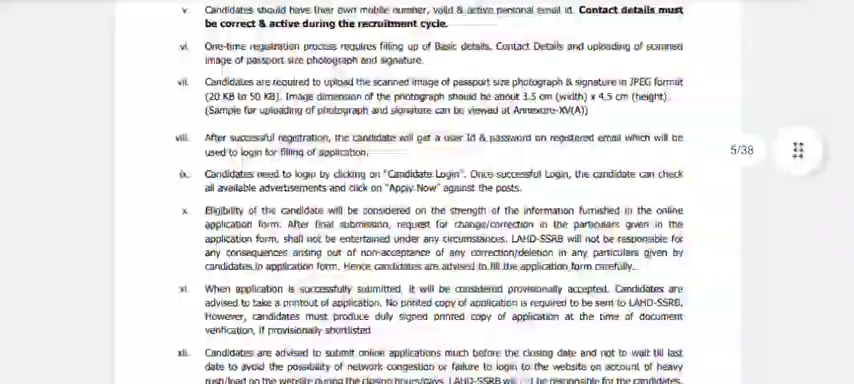 v. Candidates should have their own mobile number, valid & active personal email id. Contact details must
be correct & active during the recruitment cycle.
vi. One-time registration process requires filling up of Basic details, Contact Details and uploading of scanned
image of passport size photograph and signature.
vii. Candidates are required to upload the scanned image of passport size photograph & signature in JPEG format
(20 KB to 50 KB). Image dimension of the photograph should be about 3.5 cm (width) x 4.5 cm (height).
(Sample for uploading of photograph and signature can be viewed at Annexure-XV(A))
viii. After successful registration, the candidate will get a user Id & password on registered email which will be
used to login for filling of application.
5/38
ix. Candidates need to login by clicking on "Candidate Login". Once successful Login, the candidate can check
all available advertisements and click on "Apply Now" against the posts.
x. Eligibility of the candidate will be considered on the strength of the information furnished in the online
application form. After final submission, request for change/correction in the particulars given in the
application form, shall not be entertained under any circumstances. LAHD-SSRB will not be responsible for
any consequences arising out of non-acceptance of any correction/deletion in any particulars given by
candidates in application form. Hence candidates are advised to fill the application form carefully.
xi. When application is successfully submitted, it will be considered provisionally accepted. Candidates are
advised to take a printout of application. No printed copy of application is required to be sent to LAHD-SSRB.
However, candidates must produce duly signed printed copy of application at the time of document
verification, if provisionally shortlisted
xii. Candidates are advised to submit online applications much before the closing date and not to wait till last
date to avoid the possibility of network congestion or failure to login to the website on account of heavy
rush/load on the website during the closing hours/days. LAHD-SSRB will be responsible for the candidates